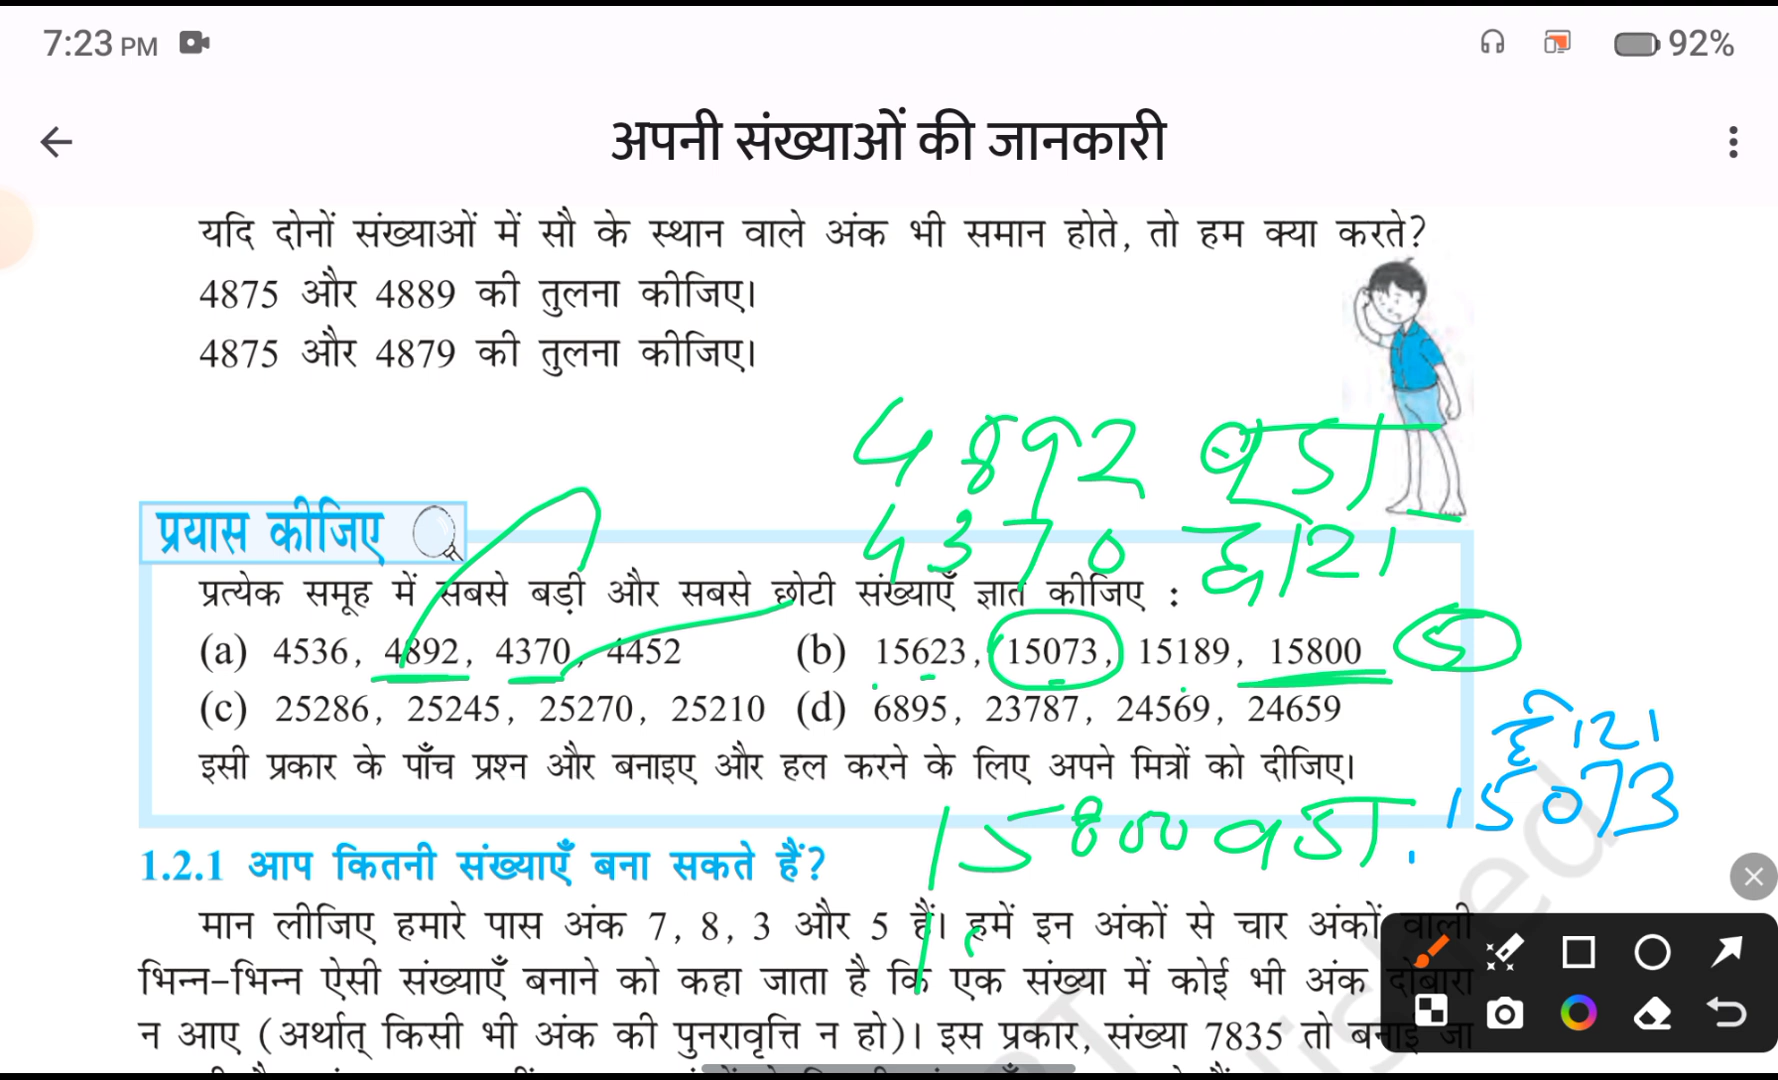 7:23 PM
92%
अपनी संख्याओं की जानकारी
यदि दोनों संख्याओं में सौ के स्थान वाले अंक भी समान होते, तो हम क्या करते?
4875 और 4889 की तुलना कीजिए।
4875 और 4879 की तुलना कीजिए।
4892 बड़ा
4370 छोटा
प्रयास कीजिए
प्रत्येक समूह में सबसे बड़ी और सबसे छोटी संख्याएँ ज्ञात कीजिए :
(a) 4536, 4892, 4370, 4452 (b) 15623, 15073, 15189, 15800 5
(c) 25286, 25245, 25270, 25210 (d) 6895, 23787, 24569, 24659
छोटा
इसी प्रकार के पाँच प्रश्न और बनाइए और हल करने के लिए अपने मित्रों को दीजिए।
15073
15800 बड़ा
1.2.1 आप कितनी संख्याएँ बना सकते हैं?
मान लीजिए हमारे पास अंक 7, 8, 3 और 5 हैं। हमें इन अंकों से चार अंकों वाली
भिन्न-भिन्न ऐसी संख्याएँ बनाने को कहा जाता है कि एक संख्या में कोई भी अंक दोबारा
न आए (अर्थात् किसी भी अंक की पुनरावृत्ति न हो)। इस प्रकार, संख्या 7835 तो बनाई जा